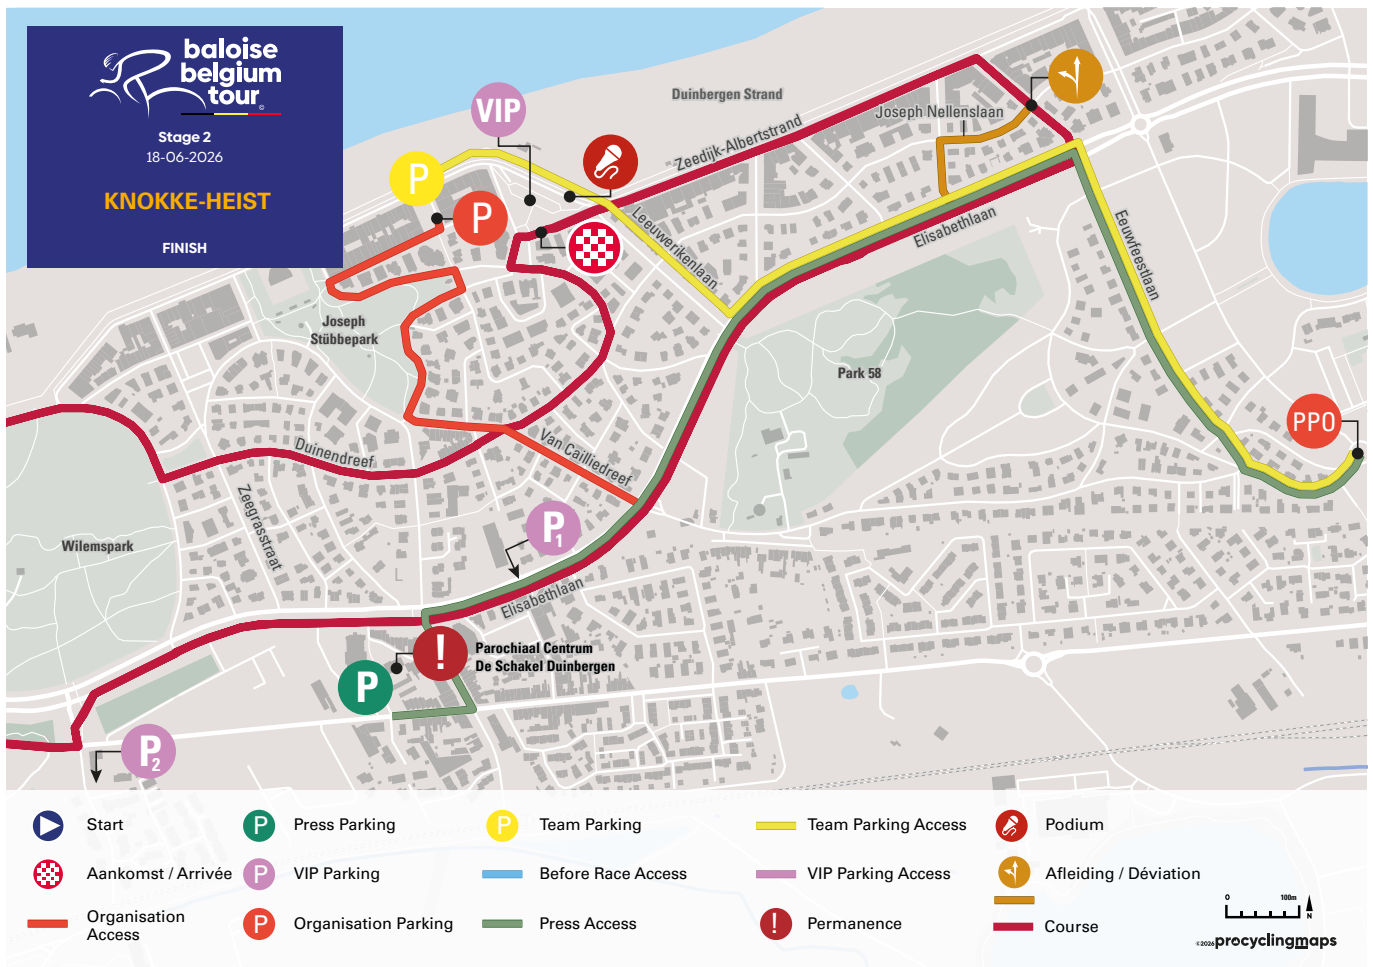 baloise
belgium
tour
©
Stage 2
18-06-2026
KNOKKE-HEIST
FINISH
VIP
P
P
Duinbergen Strand
Zeedijk-Albertstrand
Joseph Nellenslaan
Leeuwerikenlaan
Elisabethlaan
Eeuwfeestlaan
Joseph
Stübbepark
Park 58
PPO
Duinendreef
Van Cailliedreef
Zeegrasstraat
P1
Wilemspark
Elisabethlaan
!
Parochiaal Centrum
De Schakel Duinbergen
P
P2
Start
P
Press Parking
P
Team Parking
Team Parking Access
Podium
Aankomst / Arrivée
P
VIP Parking
Before Race Access
VIP Parking Access
Afleiding / Déviation
Organisation
Access
P
Organisation Parking
Press Access
!
Permanence
Course
0 100m
N
©2026 procyclingmaps